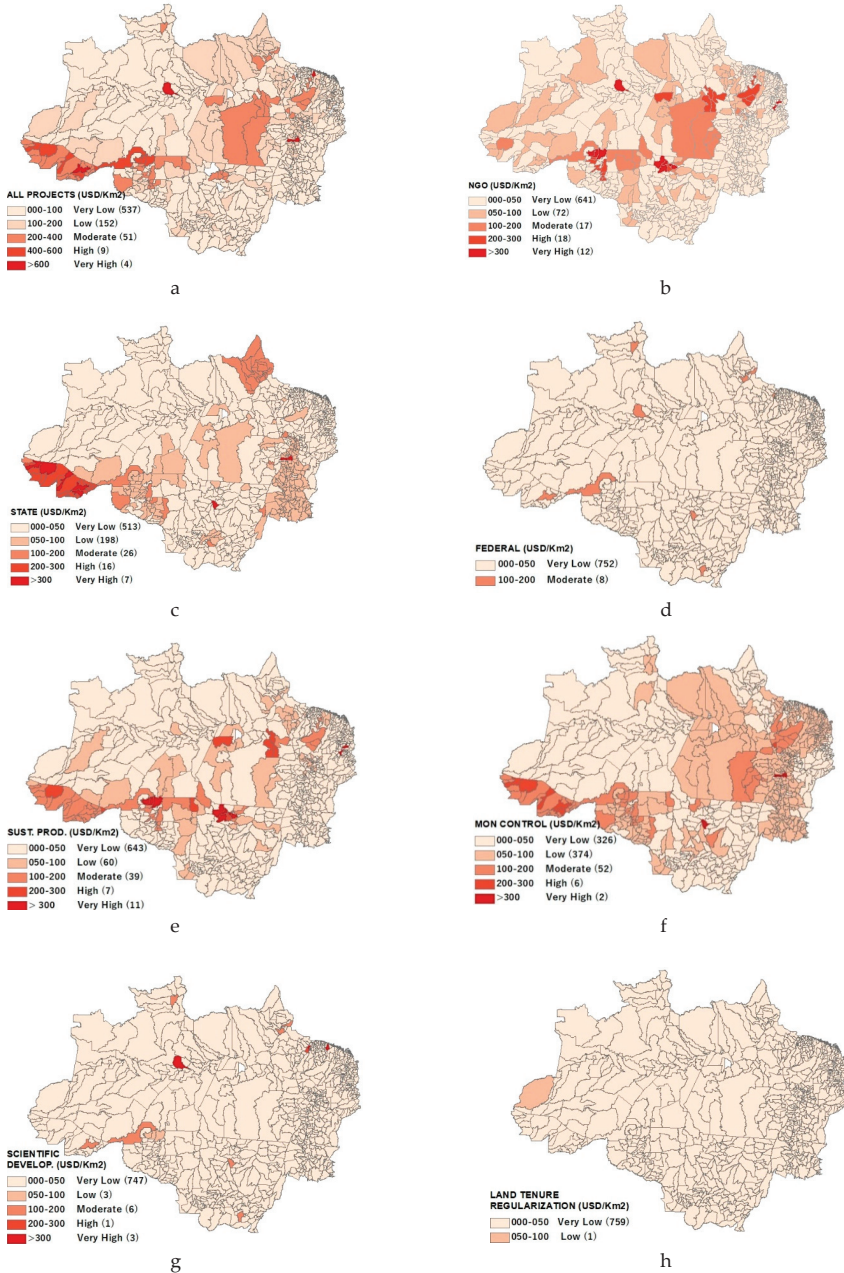 ALL PROJECTS (USD/Km2)
000-100 Very Low (537)
100-200 Low (152)
200-400 Moderate (51)
400-600 High (9)
>600 Very High (4)
a
NGO (USD/Km2)
000-050 Very Low (641)
050-100 Low (72)
100-200 Moderate (17)
200-300 High (18)
>300 Very High (12)
b
STATE (USD/Km2)
000-050 Very Low (513)
050-100 Low (198)
100-200 Moderate (26)
200-300 High (16)
>300 Very High (7)
c
FEDERAL (USD/Km2)
000-050 Very Low (752)
100-200 Moderate (8)
d
SUST. PROD. (USD/Km2)
000-050 Very Low (643)
050-100 Low (60)
100-200 Moderate (39)
200-300 High (7)
> 300 Very High (11)
e
MON CONTROL (USD/Km2)
000-050 Very Low (326)
050-100 Low (374)
100-200 Moderate (52)
200-300 High (6)
>300 Very High (2)
f
SCIENTIFIC
DEVELOP. (USD/Km2)
000-050 Very Low (747)
050-100 Low (3)
100-200 Moderate (6)
200-300 High (1)
>300 Very High (3)
g
LAND TENURE
REGULARIZATION (USD/Km2)
000-050 Very Low (759)
050-100 Low (1)
h